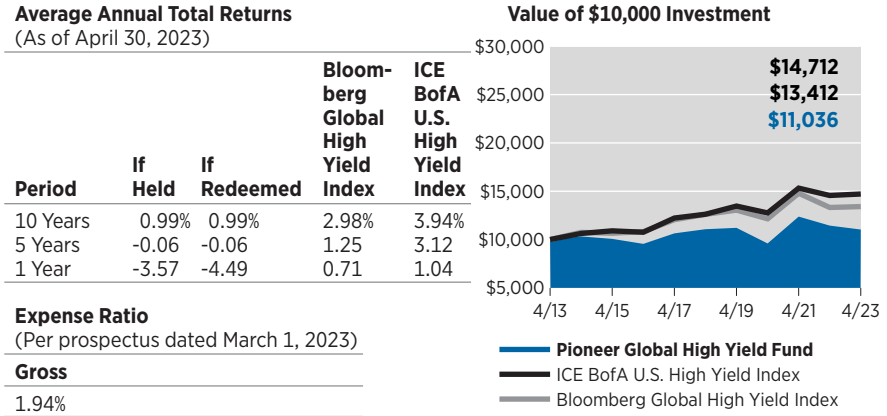 Average Annual Total Returns
(As of April 30, 2023)
Period
If
Held
If
Redeemed
Bloom-
berg
Global
High
Yield
Index
ICE
BofA
U.S.
High
Yield
Index
10 Years 0.99% 0.99% 2.98% 3.94%
5 Years -0.06 -0.06 1.25 3.12
1 Year -3.57 -4.49 0.71 1.04
Expense Ratio
(Per prospectus dated March 1, 2023)
Gross
1.94%
Value of $10,000 Investment
$30,000
$25,000
$20,000
$15,000
$10,000
$5,000
$14,712
$13,412
$11,036
4/13 4/15 4/17 4/19 4/21 4/23
Pioneer Global High Yield Fund
ICE BofA U.S. High Yield Index
Bloomberg Global High Yield Index